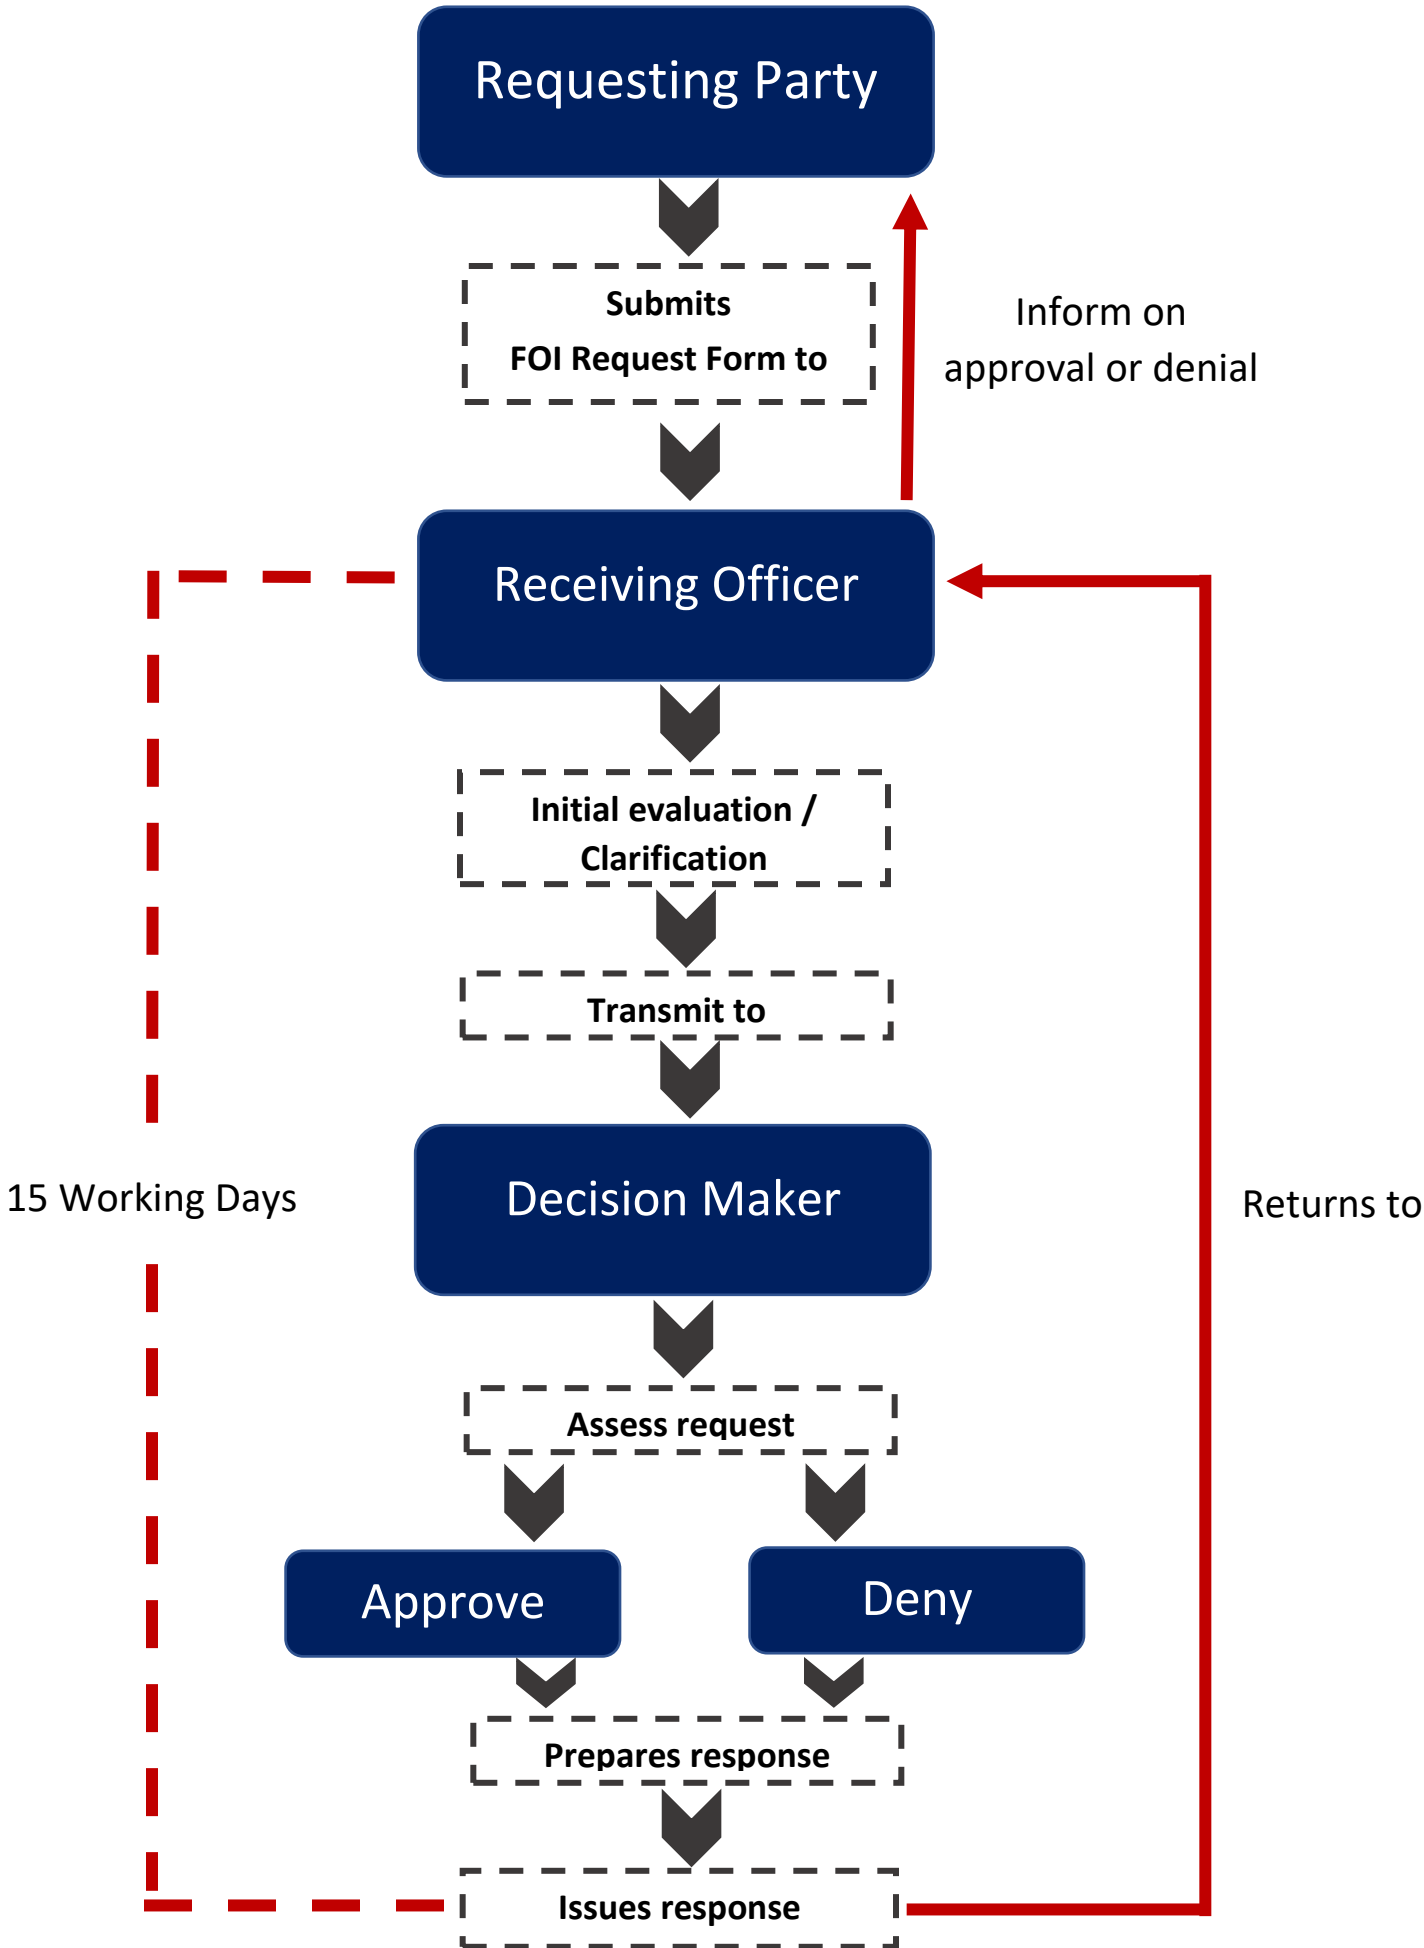 Requesting Party
Submits
FOI Request Form to
Inform on
approval or denial
Receiving Officer
Initial evaluation /
Clarification
Transmit to
Decision Maker
15 Working Days
Returns to
Assess request
Approve
Deny
Prepares response
Issues response